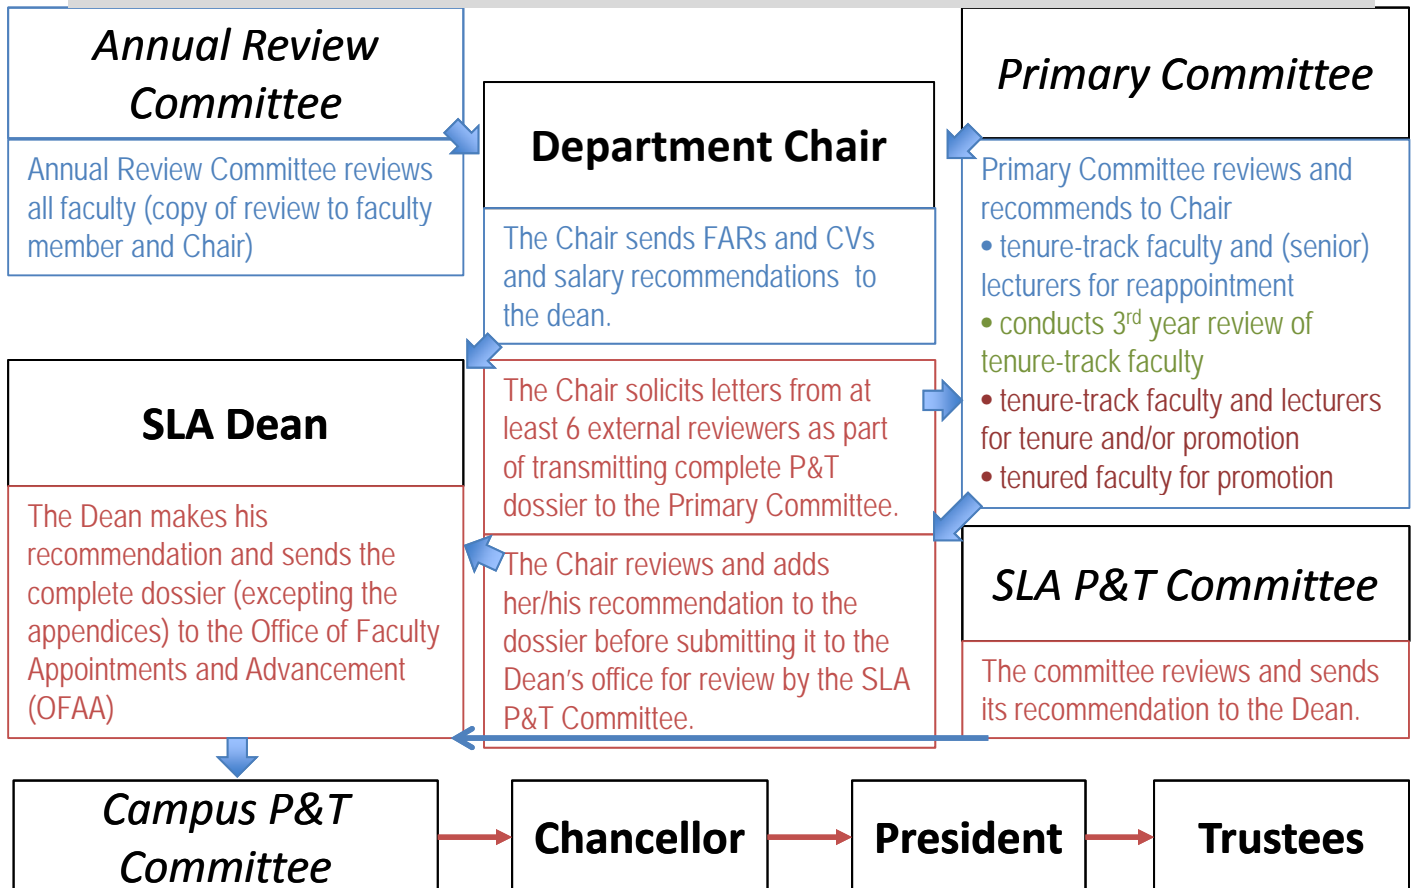 Annual Review
Committee
Annual Review Committee reviews
all faculty (copy of review to faculty
member and Chair)
Department Chair
The Chair sends FARs and CVs
and salary recommendations to
the dean.
Primary Committee
Primary Committee reviews and
recommends to Chair
• tenure-track faculty and (senior)
lecturers for reappointment
• conducts 3rd year review of
tenure-track faculty
• tenure-track faculty and lecturers
for tenure and/or promotion
• tenured faculty for promotion
SLA Dean
The Dean makes his
recommendation and sends the
complete dossier (excepting the
appendices) to the Office of Faculty
Appointments and Advancement
(OFAA)
The Chair solicits letters from at
least 6 external reviewers as part
of transmitting complete P&T
dossier to the Primary Committee.
The Chair reviews and adds
her/his recommendation to the
dossier before submitting it to the
Dean's office for review by the SLA
P&T Committee.
SLA P&T Committee
The committee reviews and sends
its recommendation to the Dean.
Campus P&T
Committee
Chancellor
President
Trustees